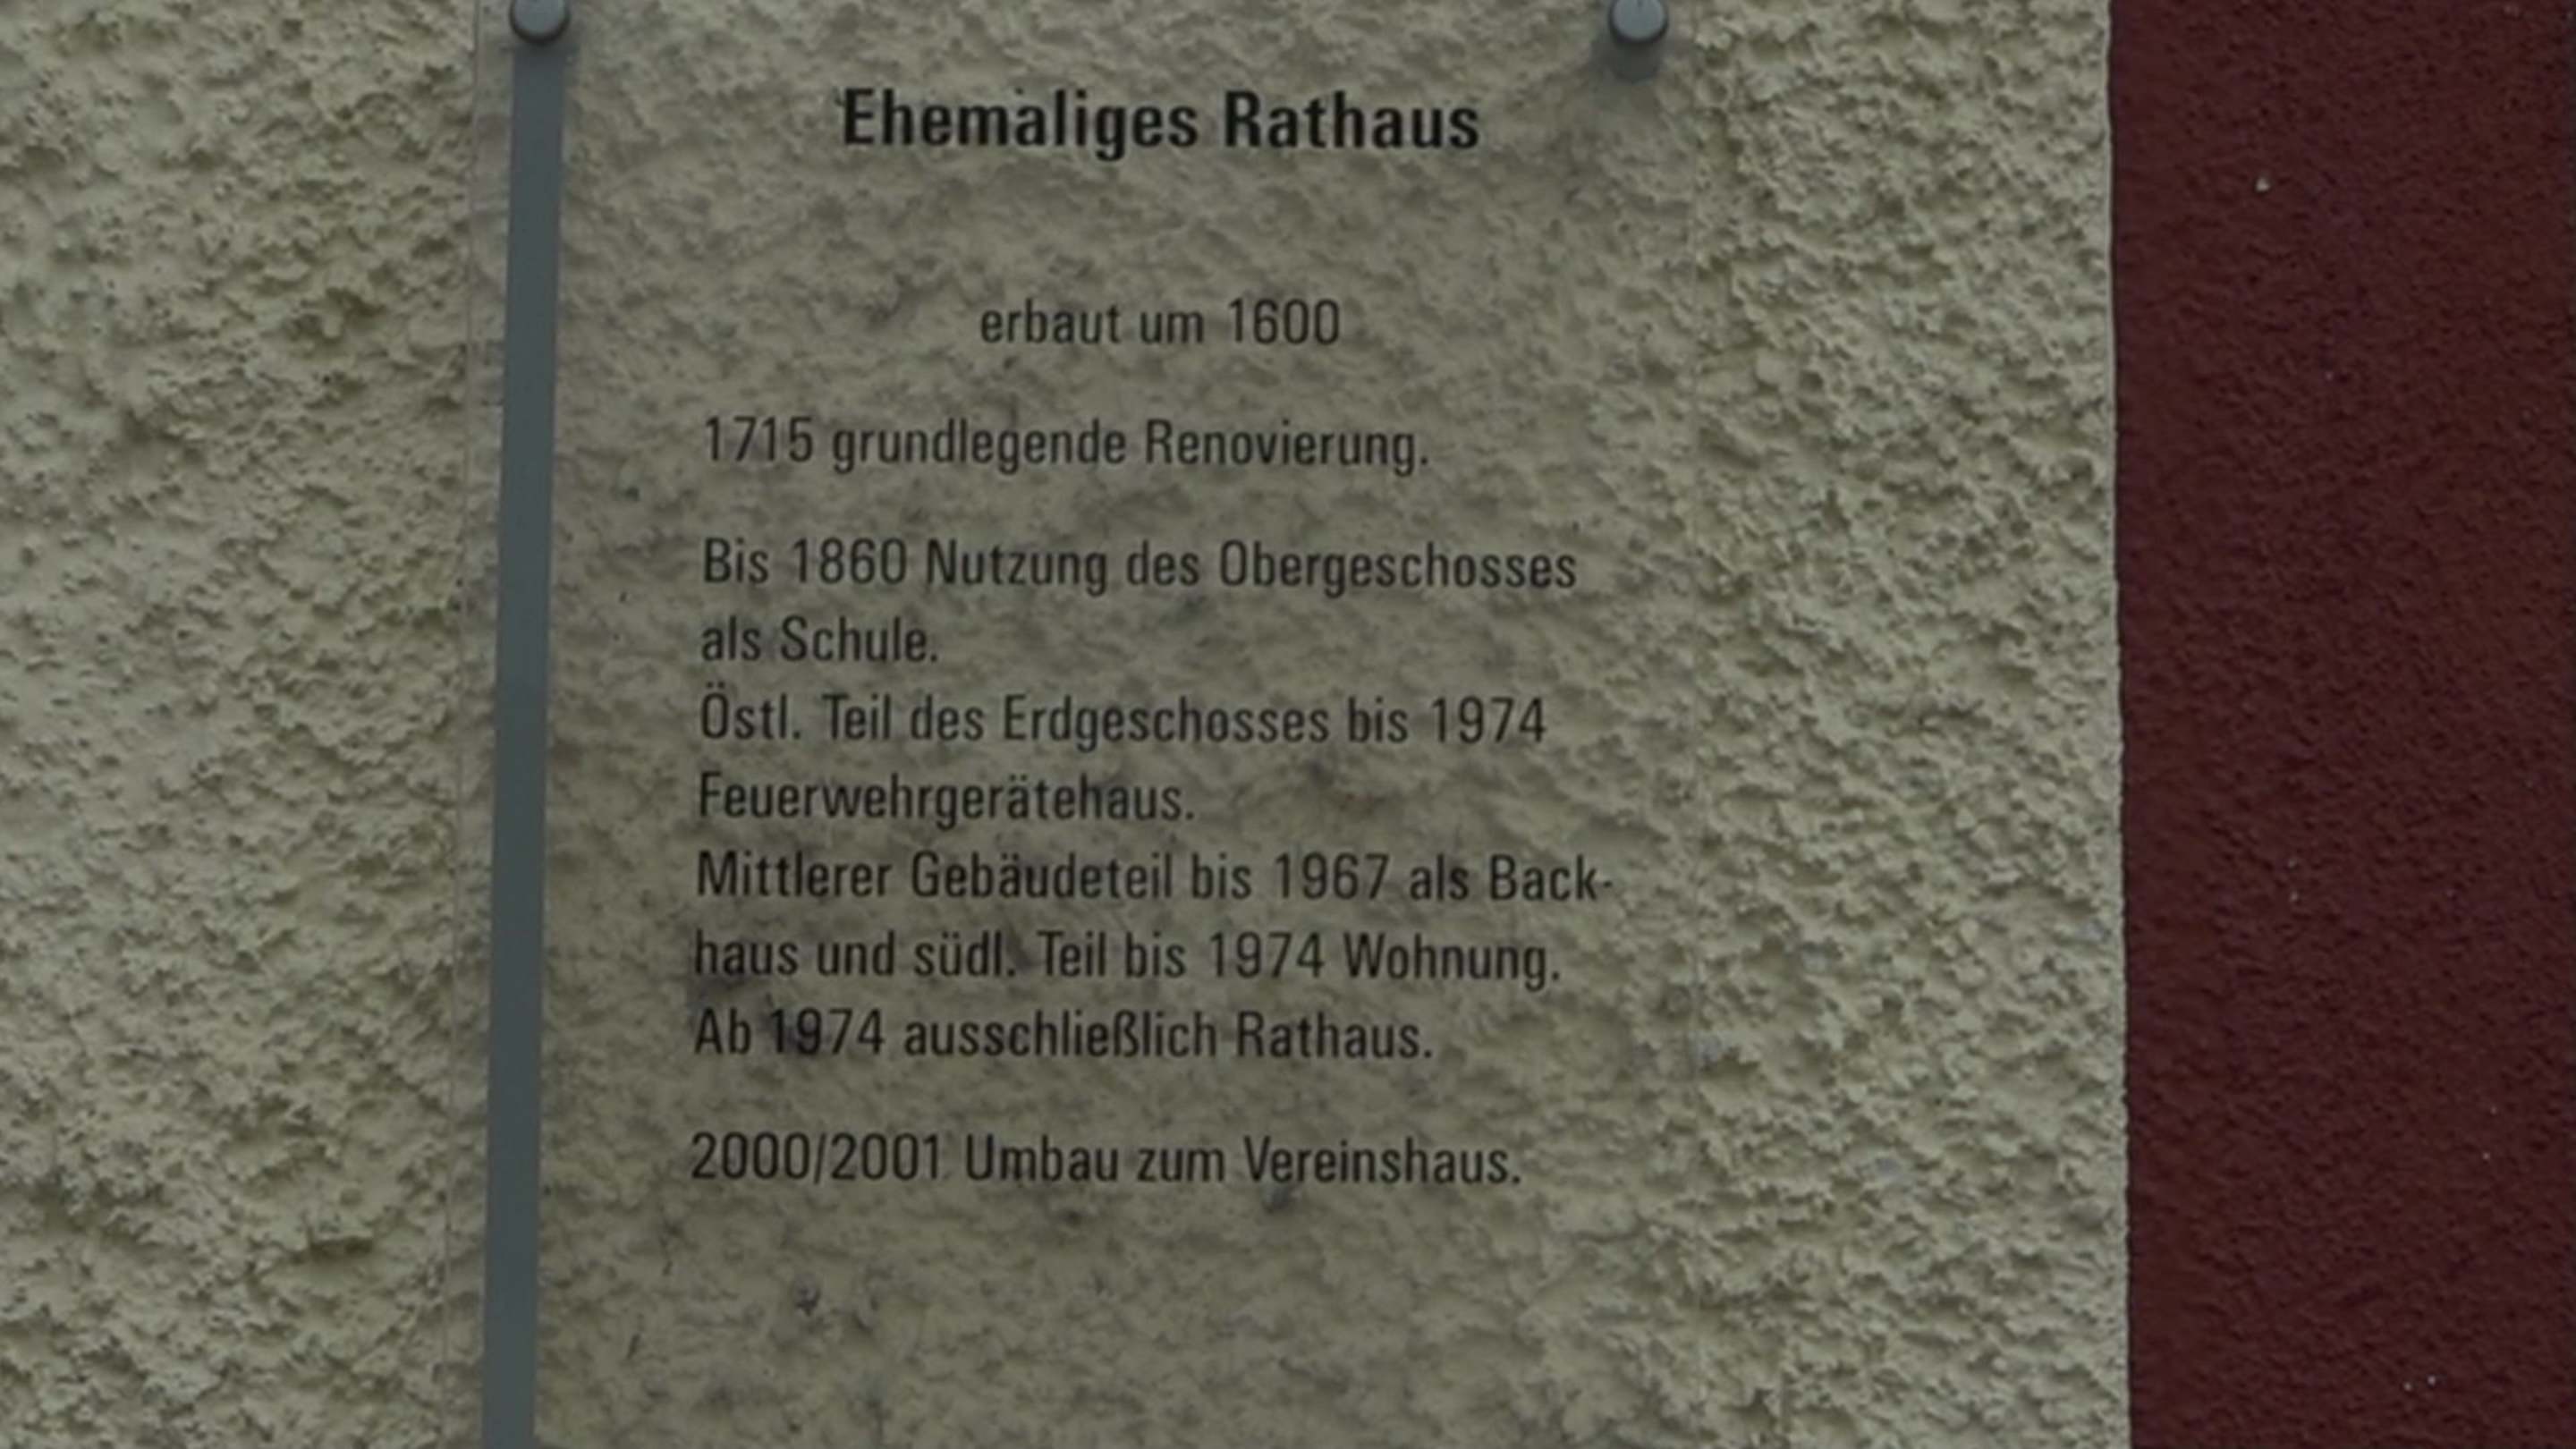 Ehemaliges Rathaus
erbaut um 1600
1715 grundlegende Renovierung.
Bis 1860 Nutzung des Obergeschosses
als Schule.
Östl. Teil des Erdgeschosses bis 1974
Feuerwehrgerätehaus.
Mittlerer Gebäudeteil bis 1967 als Back-
haus und südl. Teil bis 1974 Wohnung.
Ab 1974 ausschließlich Rathaus.
2000/2001 Umbau zum Vereinshaus.